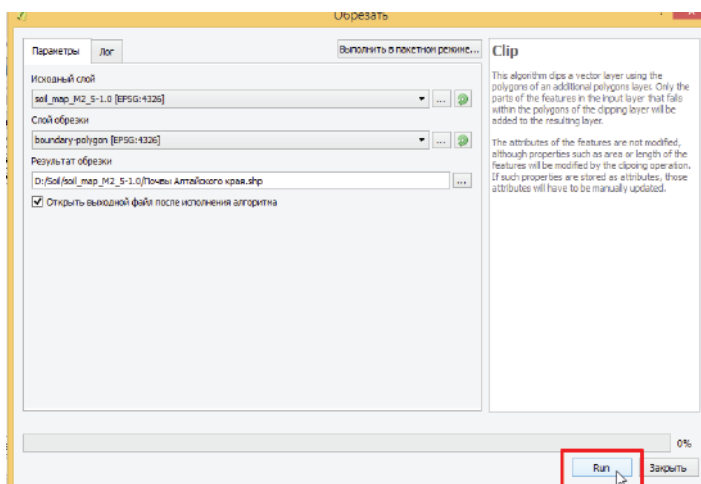 Обрезать
Параметры
Лог
Выполнить в пакетном режиме...
Исходный слой
soil_map_M2_5-1.0 [EPSG:4326]
...
Слой обрезки
boundary-polygon [EPSG:4326]
...
Результат обрезки
D:/Soil/soil_map_M2_5-1.0/Почвы Алтайского края.shp
...
Открыть выходной файл после исполнения алгоритма
Clip
This algorithm clips a vector layer using the
polygons of an additional polygons layer. Only the
parts of the features in the input layer that falls
within the polygons of the clipping layer will be
added to the resulting layer.
The attributes of the features are not modified,
although properties such as area or length of the
features will be modified by the clipping operation.
If such properties are stored as attributes, those
attributes will have to be manually updated.
0%
Run
Закрыть